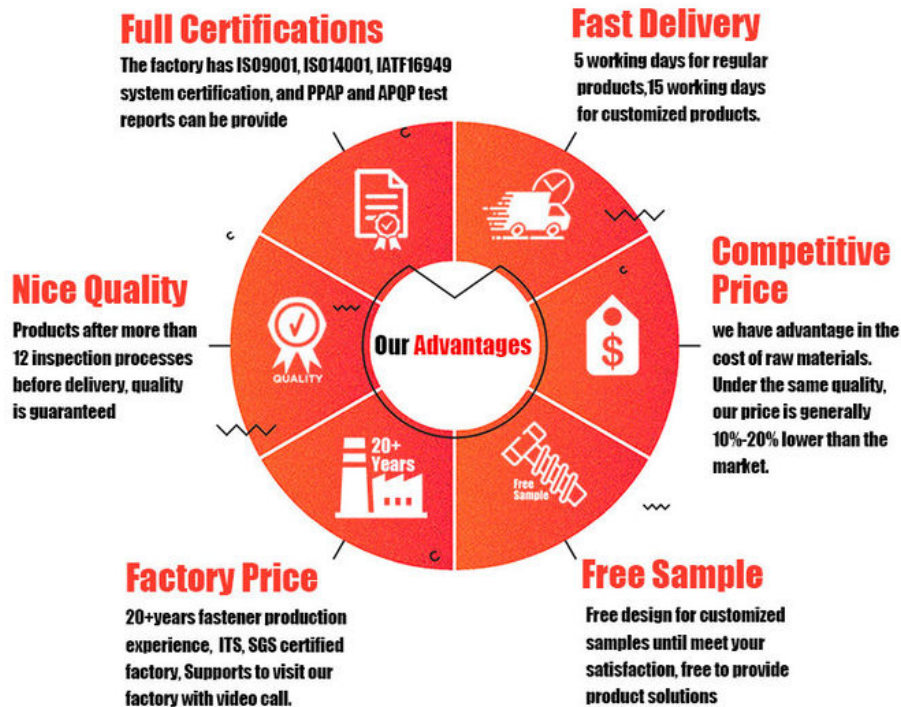 Full Certifications
The factory has ISO9001, ISO14001, IATF16949
system certification, and PPAP and APQP test
reports can be provide
Fast Delivery
5 working days for regular
products,15 working days
for customized products.
Nice Quality
Products after more than
12 inspection processes
before delivery, quality
is guaranteed
QUALITY
Our Advantages
$
Competitive
Price
we have advantage in the
cost of raw materials.
Under the same quality,
our price is generally
10%-20% lower than the
market.
20+
Years
Free
Sample
Factory Price
20+years fastener production
experience, ITS, SGS certified
factory, Supports to visit our
factory with video call.
Free Sample
Free design for customized
samples until meet your
satisfaction, free to provide
product solutions